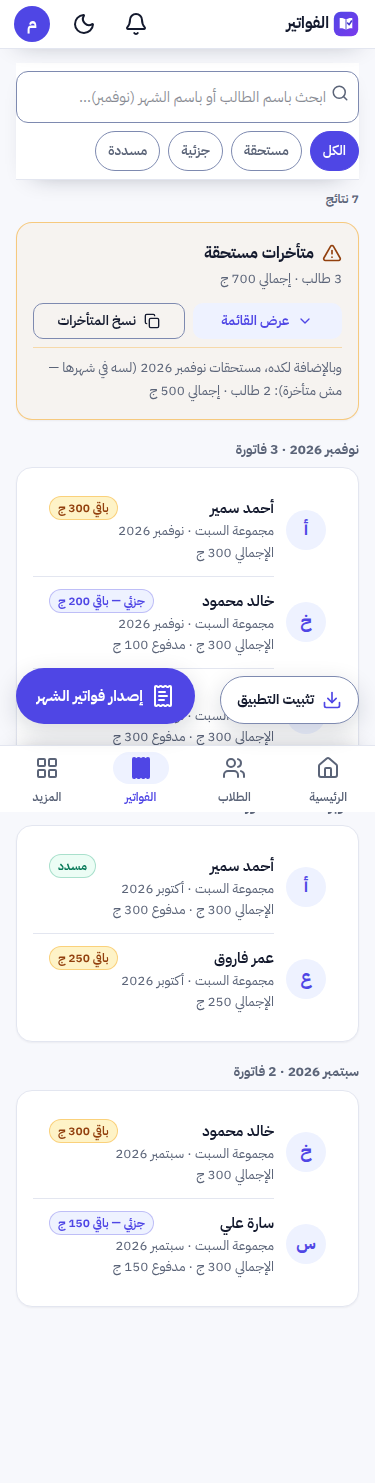 الفواتير
م
ابحث باسم الطالب أو باسم الشهر (نوفمبر)...
الكل
مستحقة
جزئية
مسددة
7 نتائج
متأخرات مستحقة
3 طالب · إجمالي 700 ج
عرض القائمة
نسخ المتأخرات
وبالإضافة لكده، مستحقات نوفمبر 2026 (لسه في شهرها —
مش متأخرة): 2 طالب · إجمالي 500 ج
نوفمبر 2026 · 3 فاتورة
أ
أحمد سمير
باقي 300 ج
مجموعة السبت · نوفمبر 2026
الإجمالي 300 ج
خ
خالد محمود
جزئي — باقي 200 ج
مجموعة السبت · نوفمبر 2026
الإجمالي 300 ج · مدفوع 100 ج
تثبيت التطبيق
إصدار فواتير الشهر
السبت
الإجمالي 300 ج · مدفوع 300 ج
الرئيسية
الطلاب
الفواتير
المزيد
أ
أحمد سمير
مسدد
مجموعة السبت · أكتوبر 2026
الإجمالي 300 ج · مدفوع 300 ج
ع
عمر فاروق
باقي 250 ج
مجموعة السبت · أكتوبر 2026
الإجمالي 250 ج
سبتمبر 2026 · 2 فاتورة
خ
خالد محمود
باقي 300 ج
مجموعة السبت · سبتمبر 2026
الإجمالي 300 ج
س
سارة علي
جزئي — باقي 150 ج
مجموعة السبت · سبتمبر 2026
الإجمالي 300 ج · مدفوع 150 ج